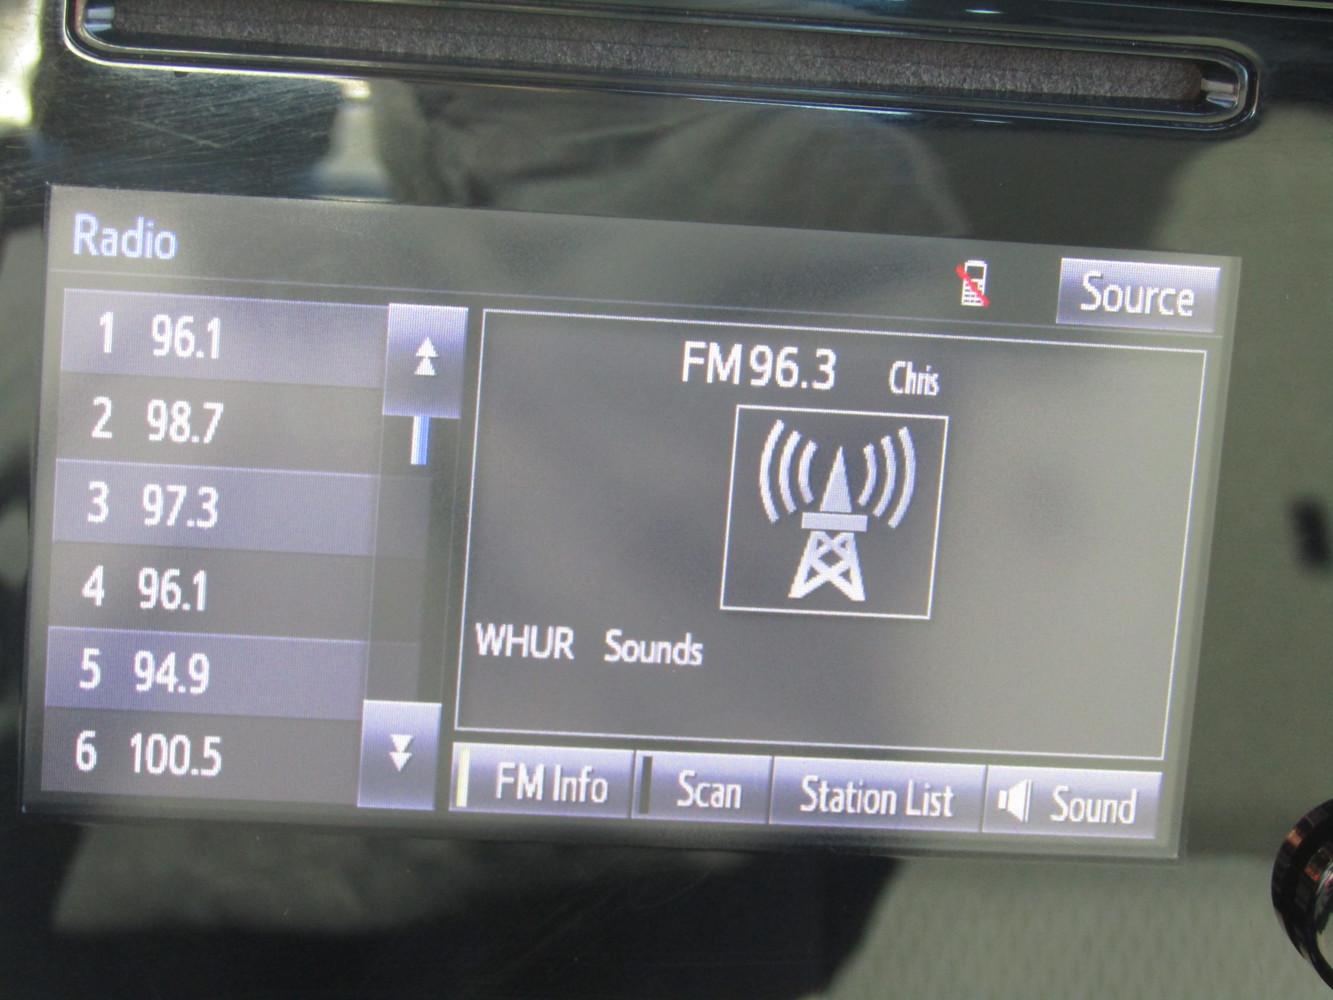 Radio
Source
1 96.1
2 98.7
3 97.3
4 96.1
5 94.9
6 100.5
FM 96.3 Chris
WHUR Sounds
FM Info
Scan
Station List
Sound